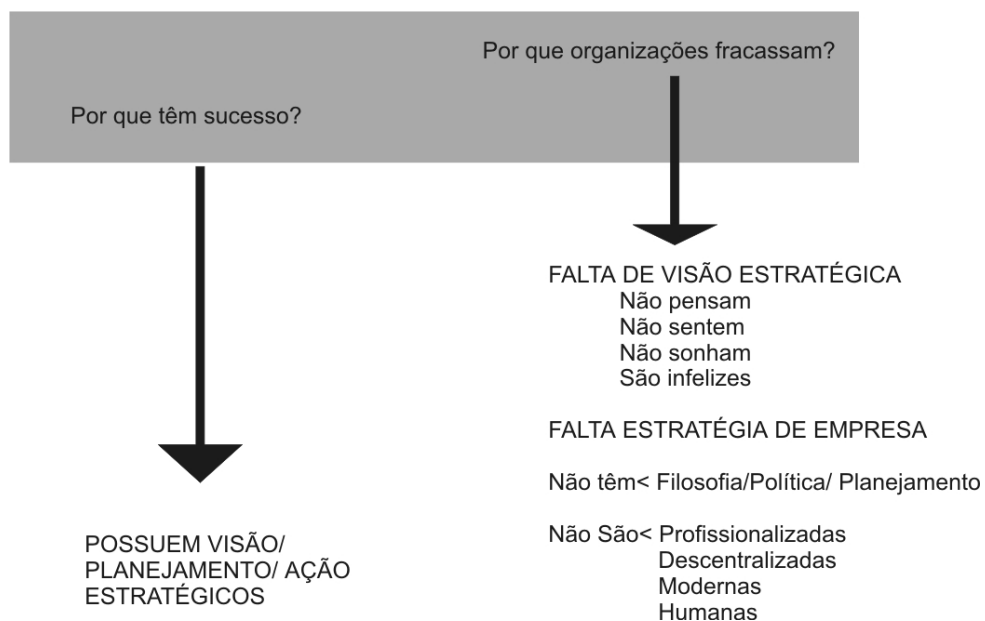 Por que organizações fracassam?
Por que têm sucesso?
FALTA DE VISÃO ESTRATÉGICA
Não pensam
Não sentem
Não sonham
São infelizes
FALTA ESTRATÉGIA DE EMPRESA
Não têm< Filosofia/Política/ Planejamento
Não São< Profissionalizadas
Descentralizadas
Modernas
Humanas
POSSUEM VISÃO/
PLANEJAMENTO/ AÇÃO
ESTRATÉGICOS